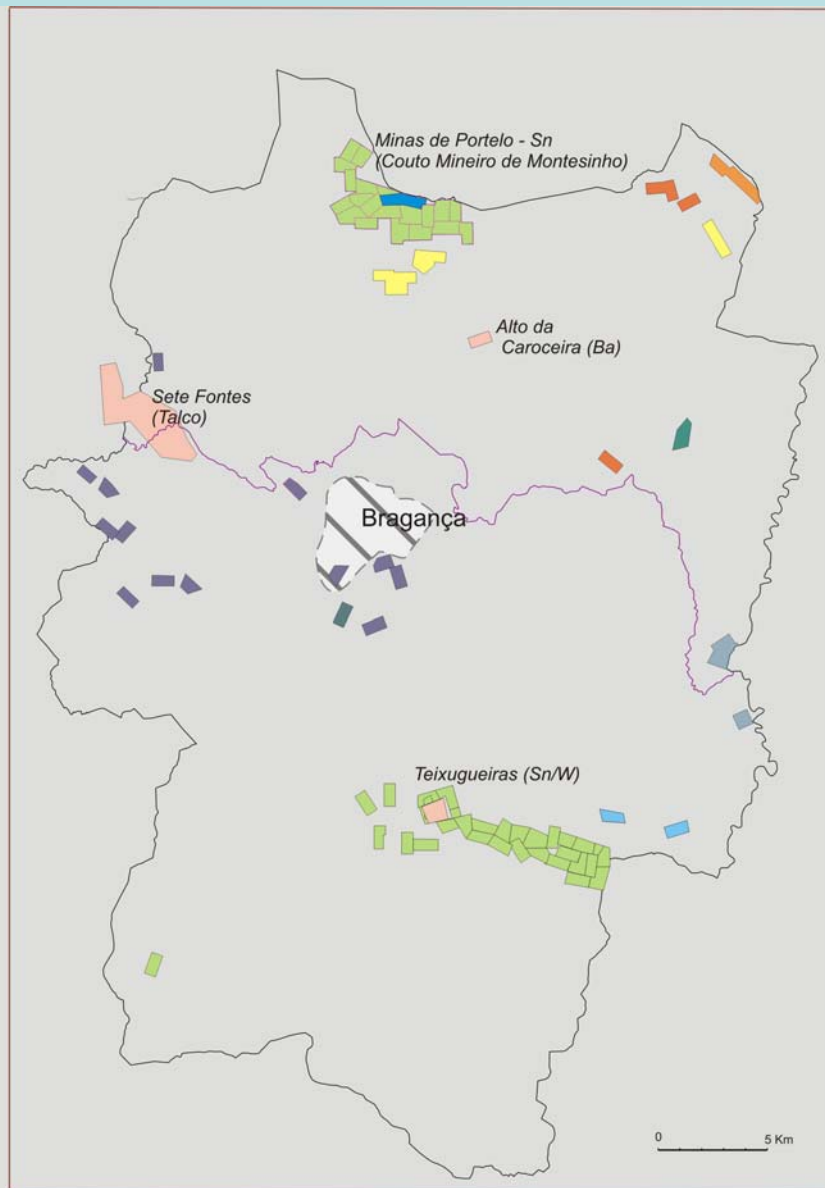 Minas de Portelo - Sn
(Couto Mineiro de Montesinho)
Alto da
Caroceira (Ba)
Sete Fontes
(Talco)
Bragança
Teixugueiras (Sn/W)
0 5 Km